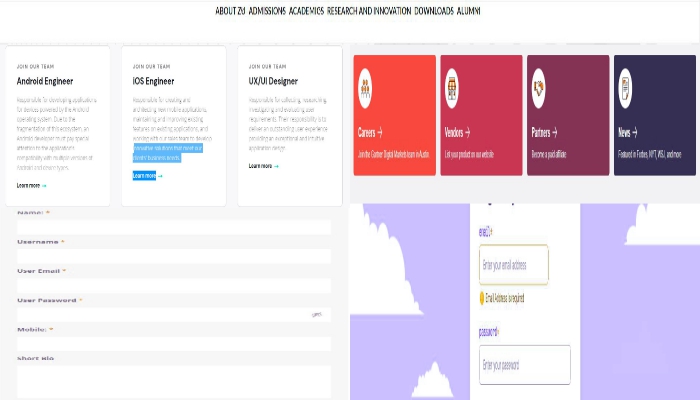 ABOUT ZU ADMISSIONS ACADEMICS RESEARCH AND INNOVATION DOWNLOADS ALUMNI
JOIN OUR TEAM
Android Engineer
Responsible for developing applications
for devices powered by the Android
operating system. Due to the
fragmentation of this ecosystem, an
Android developer must pay special
attention to the application's
compatibility with multiple versions of
Android and device types.
Learn more →
JOIN OUR TEAM
iOS Engineer
Responsible for creating and
architecting new mobile applications,
maintaining and improving existing
features on existing applications, and
working with our sales team to develop
innovative solutions that meet our
clients' business needs.
Learn more →
JOIN OUR TEAM
UX/UI Designer
Responsible for collecting, researching,
investigating and evaluating user
requirements. Their responsibility is to
deliver an outstanding user experience
providing an exceptional and intuitive
application design.
Learn more →
Careers →
Join the Gartner Digital Markets team in Austin
Vendors →
List your product on our website
Partners →
Become a paid affiliate
News →
Featured in Forbes, NYT, WSJ, and more
Name: *
Username *
User Email *
User Password *
Mobile: *
Short Bio
Enter your email address
Email Address is required
password*
Enter your password